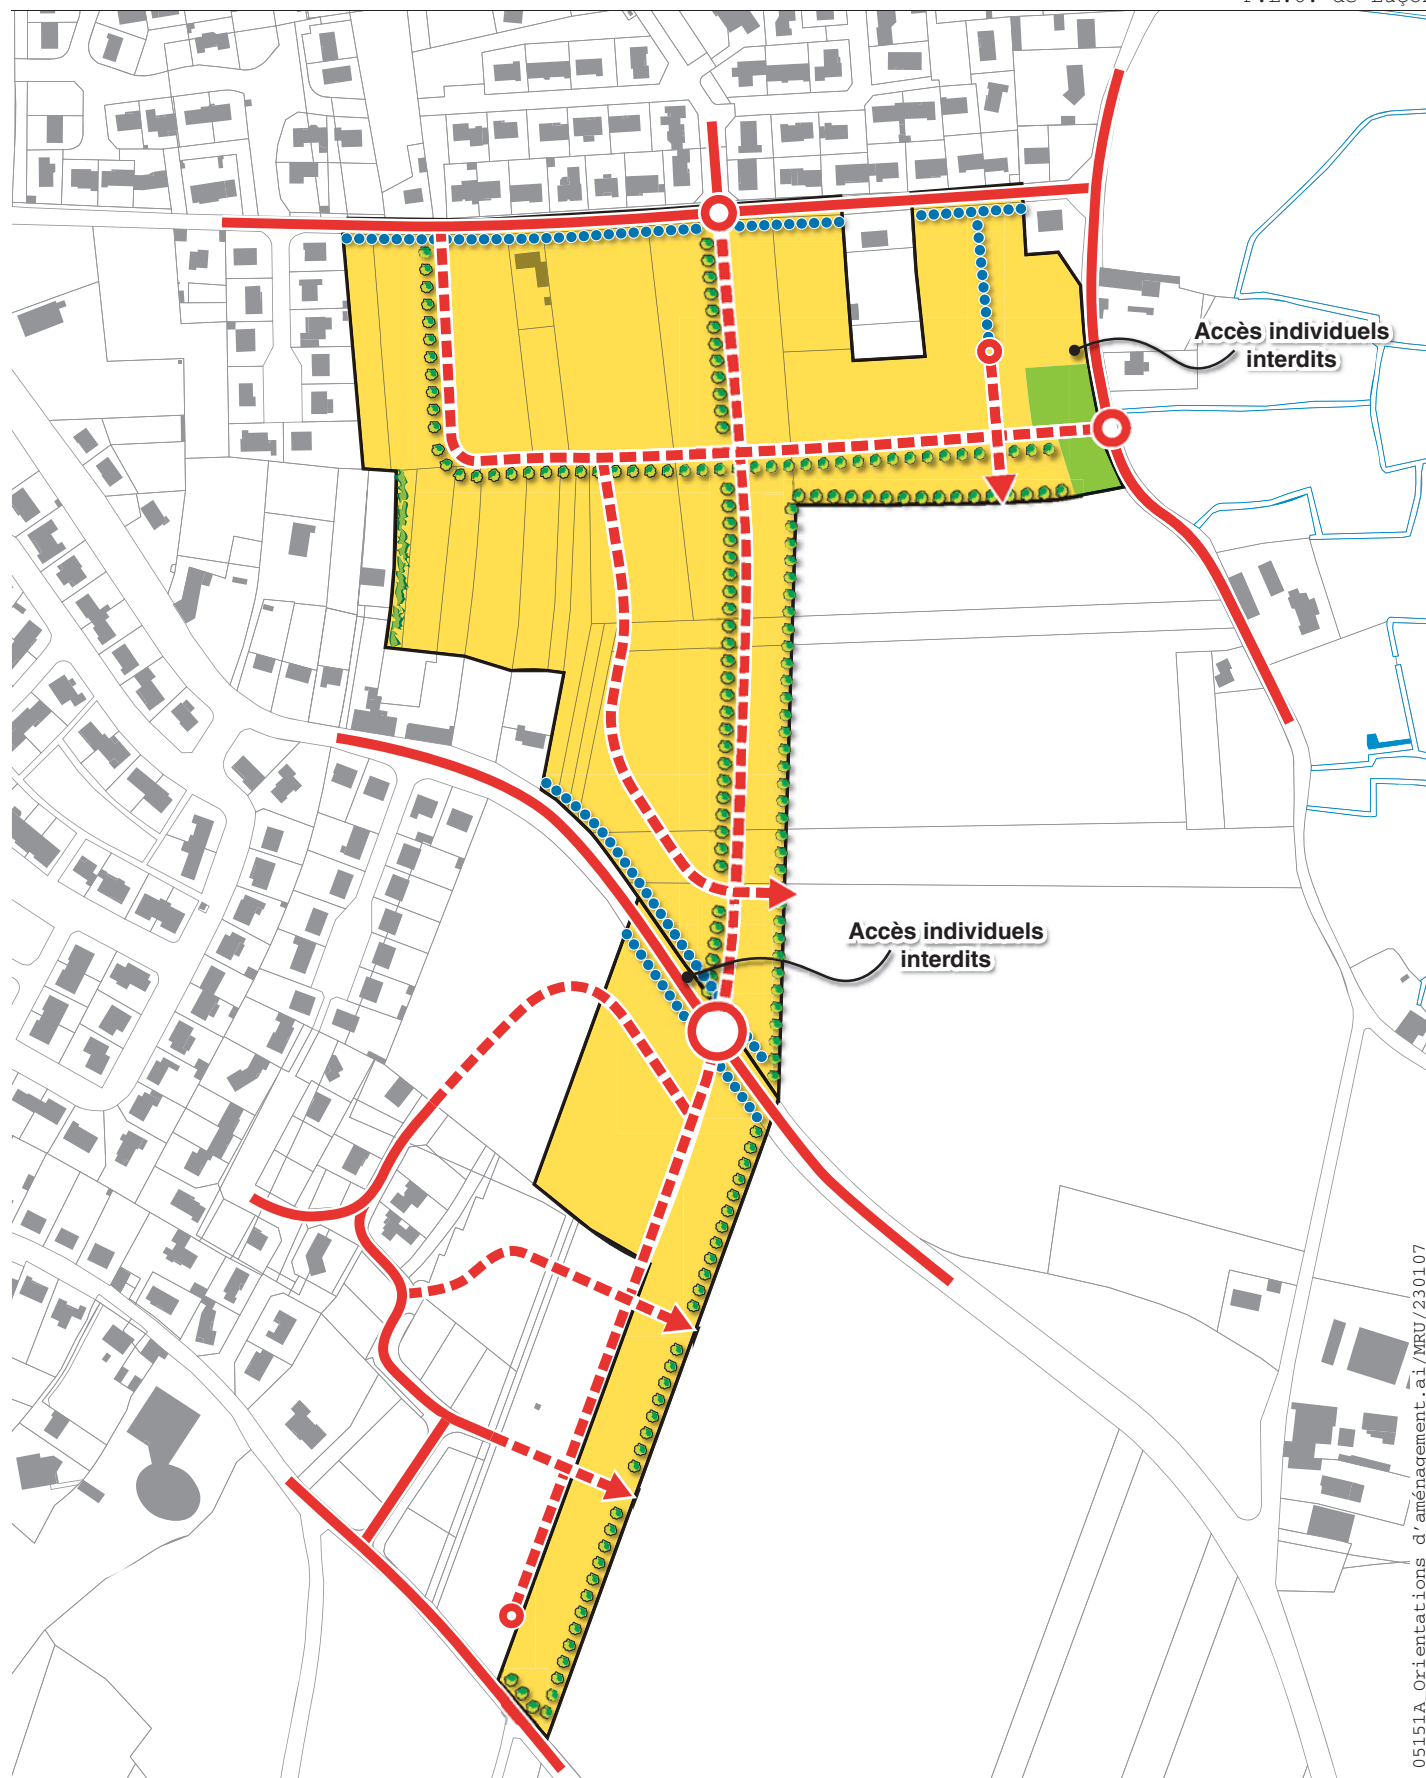 Accès individuels
interdits
Accès individuels
interdits
05151A Orientations d'aménagement.ai/MRU/230107